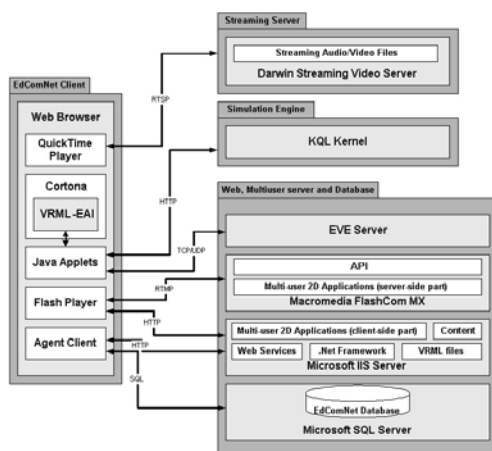 Streaming Server
Streaming Audio/Video Files
Darwin Streaming Video Server
EdComNet Client
Web Browser
QuickTime
Player
Cortona
VRML-EAI
Java Applets
Flash Player
Agent Client
RTSP
HTTP
TCP/UDP
RTMP
HTTP
HTTP
SQL
Simulation Engine
KQL Kernel
Web, Multiuser server and Database
EVE Server
API
Multi-user 2D Applications (server-side part)
Macromedia FlashCom MX
Multi-user 2D Applications (client-side part)
Content
Web Services
.Net Framework
VRML files
Microsoft IIS Server
EdComNet Database
Microsoft SQL Server